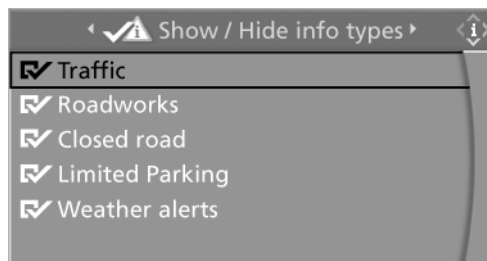 Show / Hide info types
Traffic
Roadworks
Closed road
Limited Parking
Weather alerts